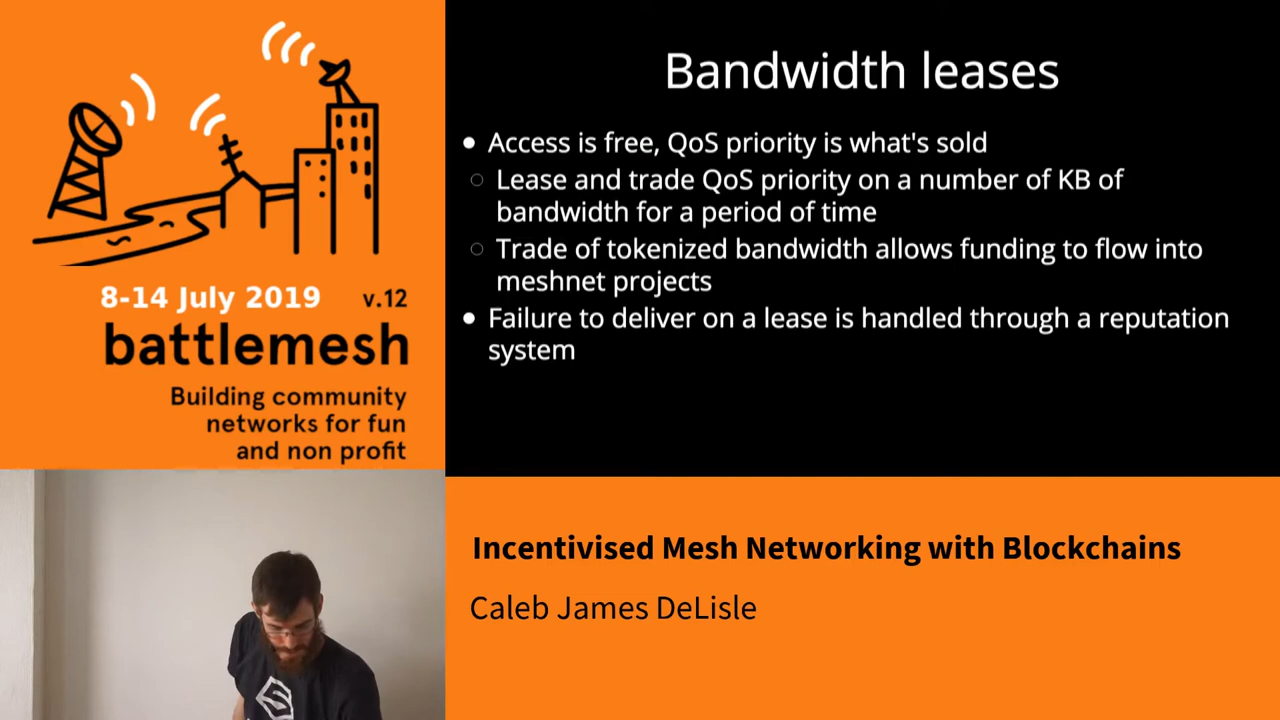 8-14 July 2019 v.12
battlemesh
Building community
networks for fun
and non profit
Bandwidth leases
Access is free, QoS priority is what's sold
Lease and trade QoS priority on a number of KB of
bandwidth for a period of time
Trade of tokenized bandwidth allows funding to flow into
meshnet projects
Failure to deliver on a lease is handled through a reputation
system
Incentivised Mesh Networking with Blockchains
Caleb James DeLisle